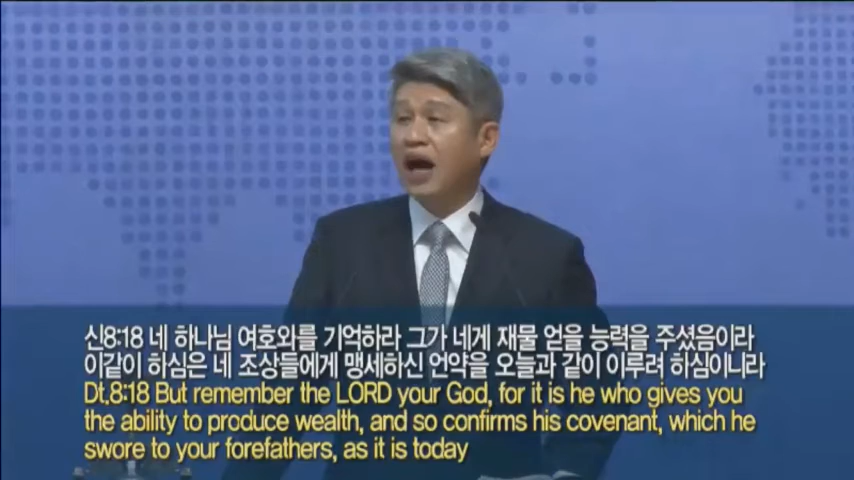 신8:18 네 하나님 여호와를 기억하라 그가 네게 재물 얻을 능력을 주셨음이라
이같이 하심은 네 조상들에게 맹세하신 언약을 오늘과 같이 이루려 하심이니라
Dt.8:18 But remember the LORD your God, for it is he who gives you
the ability to produce wealth, and so confirms his covenant, which he
swore to your forefathers, as it is today